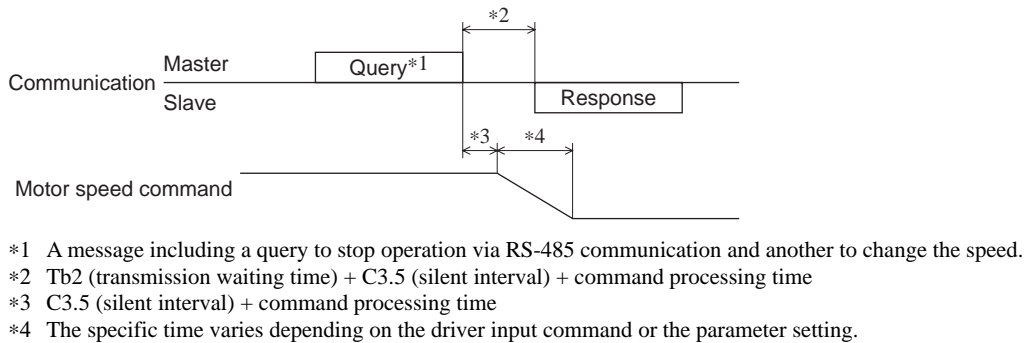 *2
Master
Query*1
Communication
Slave
Response
*3 *4
Motor speed command
*1 A message including a query to stop operation via RS-485 communication and another to change the speed.
*2 Tb2 (transmission waiting time) + C3.5 (silent interval) + command processing time
*3 C3.5 (silent interval) + command processing time
*4 The specific time varies depending on the driver input command or the parameter setting.